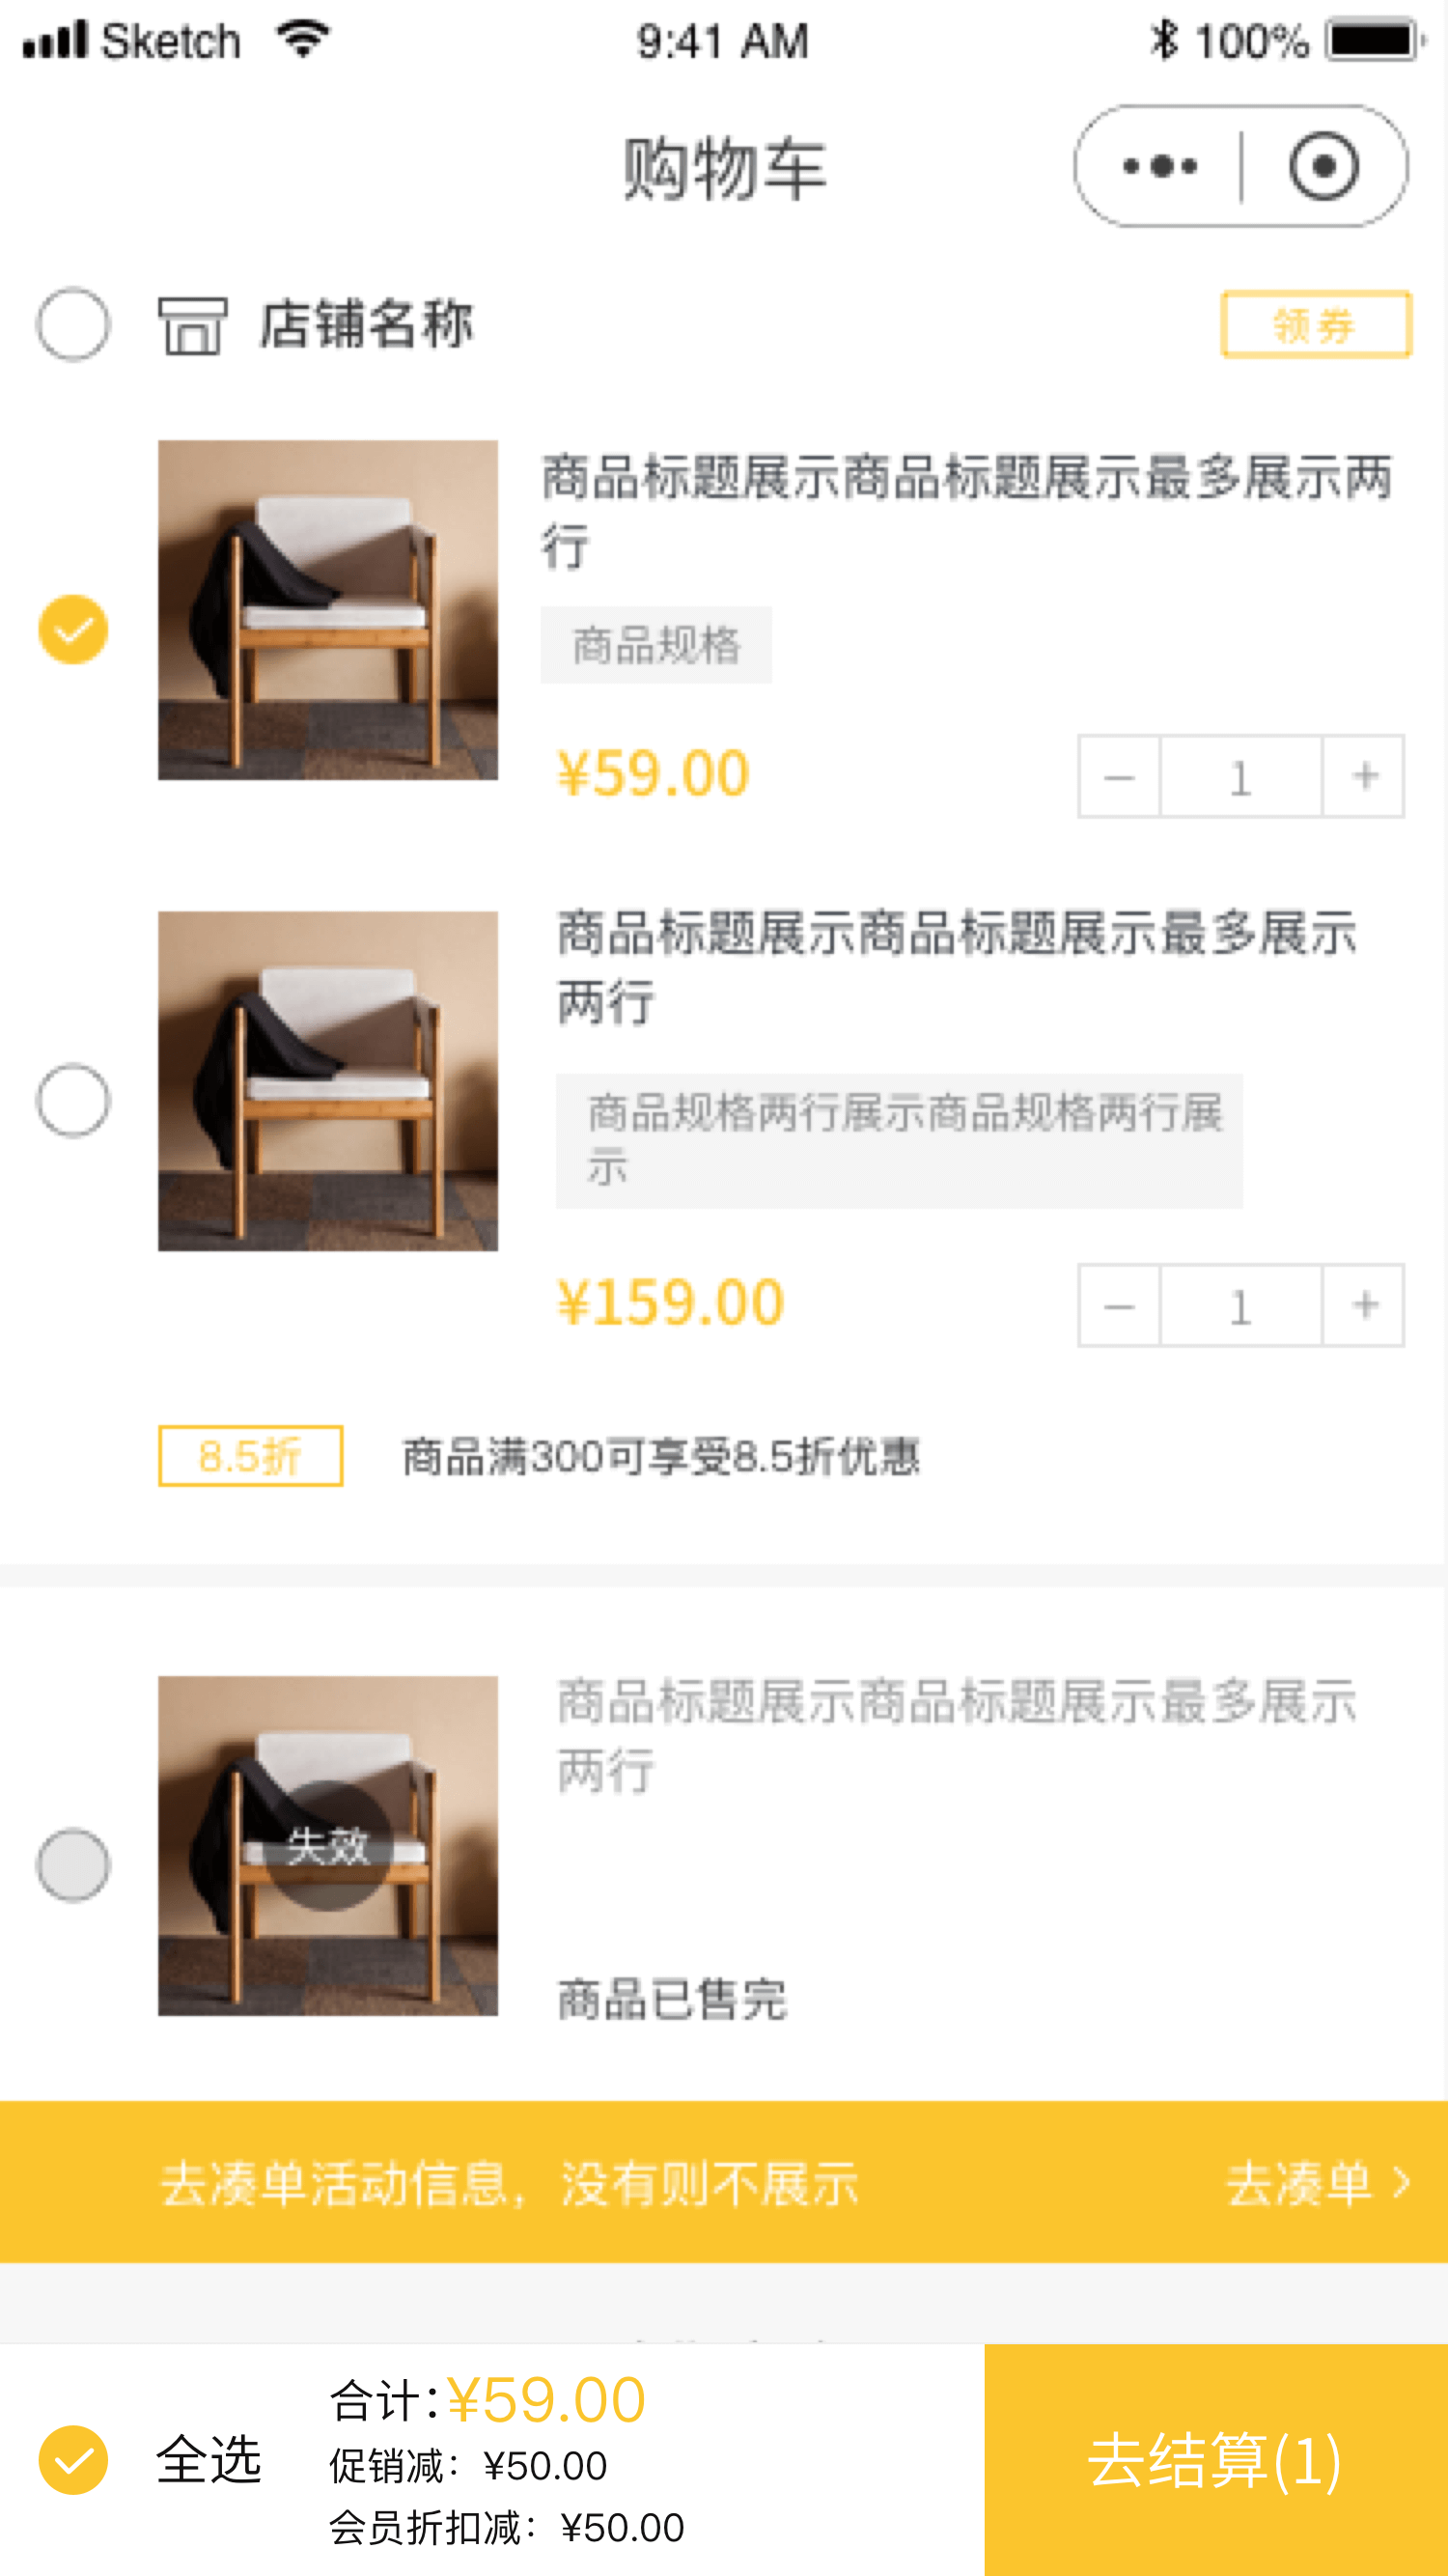 Sketch 9:41 AM 100%
购物车
店铺名称 领券
商品标题展示商品标题展示最多展示两
行
商品规格
¥59.00 − 1 +
商品标题展示商品标题展示最多展示
两行
商品规格两行展示商品规格两行展
示
¥159.00 − 1 +
8.5折 商品满300可享受8.5折优惠
商品标题展示商品标题展示最多展示
两行
失效
商品已售完
去凑单活动信息，没有则不展示 去凑单
合计:¥59.00
全选
促销减：¥50.00
会员折扣减：¥50.00
去结算(1)